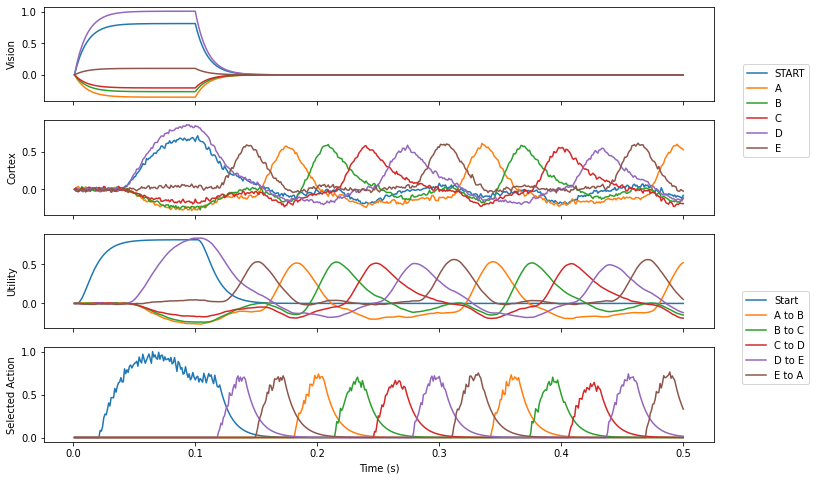 1.0
0.5
0.0
Vision
START
A
B
C
D
E
0.5
0.0
Cortex
0.5
0.0
Utility
Start
A to B
B to C
C to D
D to E
E to A
1.0
0.5
0.0
Selected Action
0.0
0.1
0.2
0.3
0.4
0.5
Time (s)